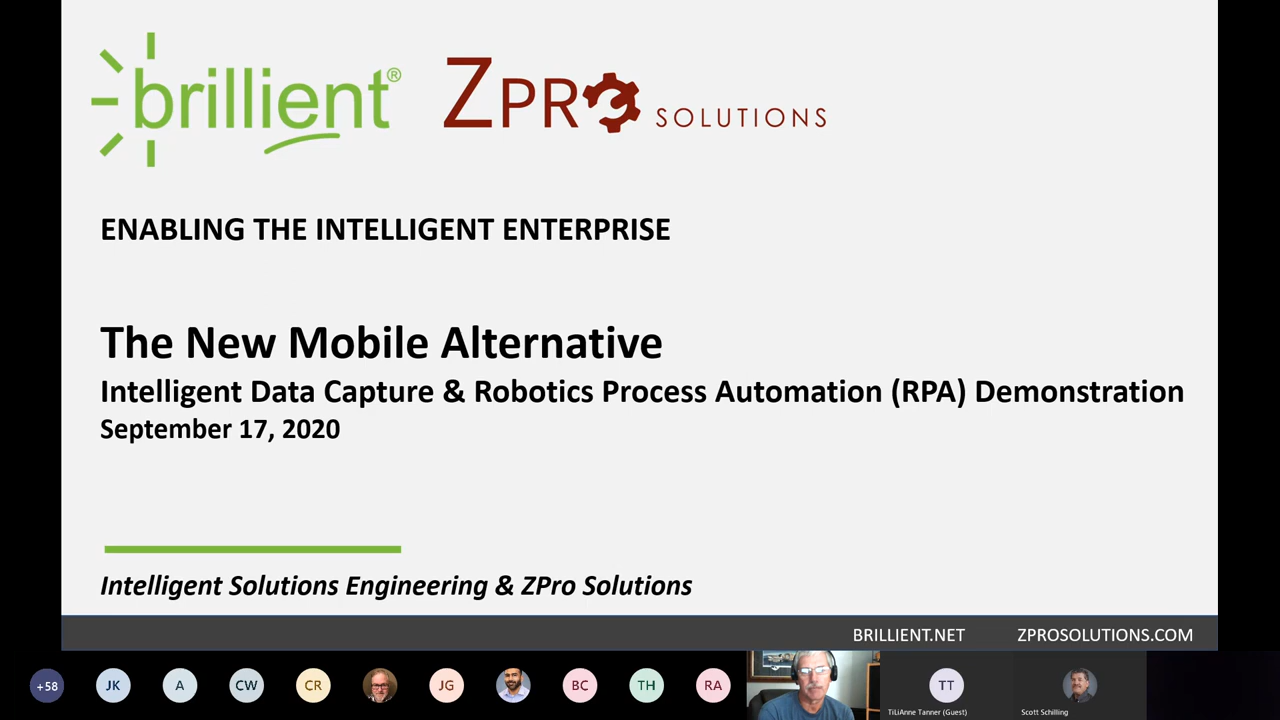 brillient®
ZPRO SOLUTIONS
ENABLING THE INTELLIGENT ENTERPRISE
The New Mobile Alternative
Intelligent Data Capture & Robotics Process Automation (RPA) Demonstration
September 17, 2020
Intelligent Solutions Engineering & ZPro Solutions
BRILLIENT.NET ZPROSOLUTIONS.COM
+58 JK A CW CR JG BC TH RA TT
TiLiAnne Tanner (Guest) Scott Schilling